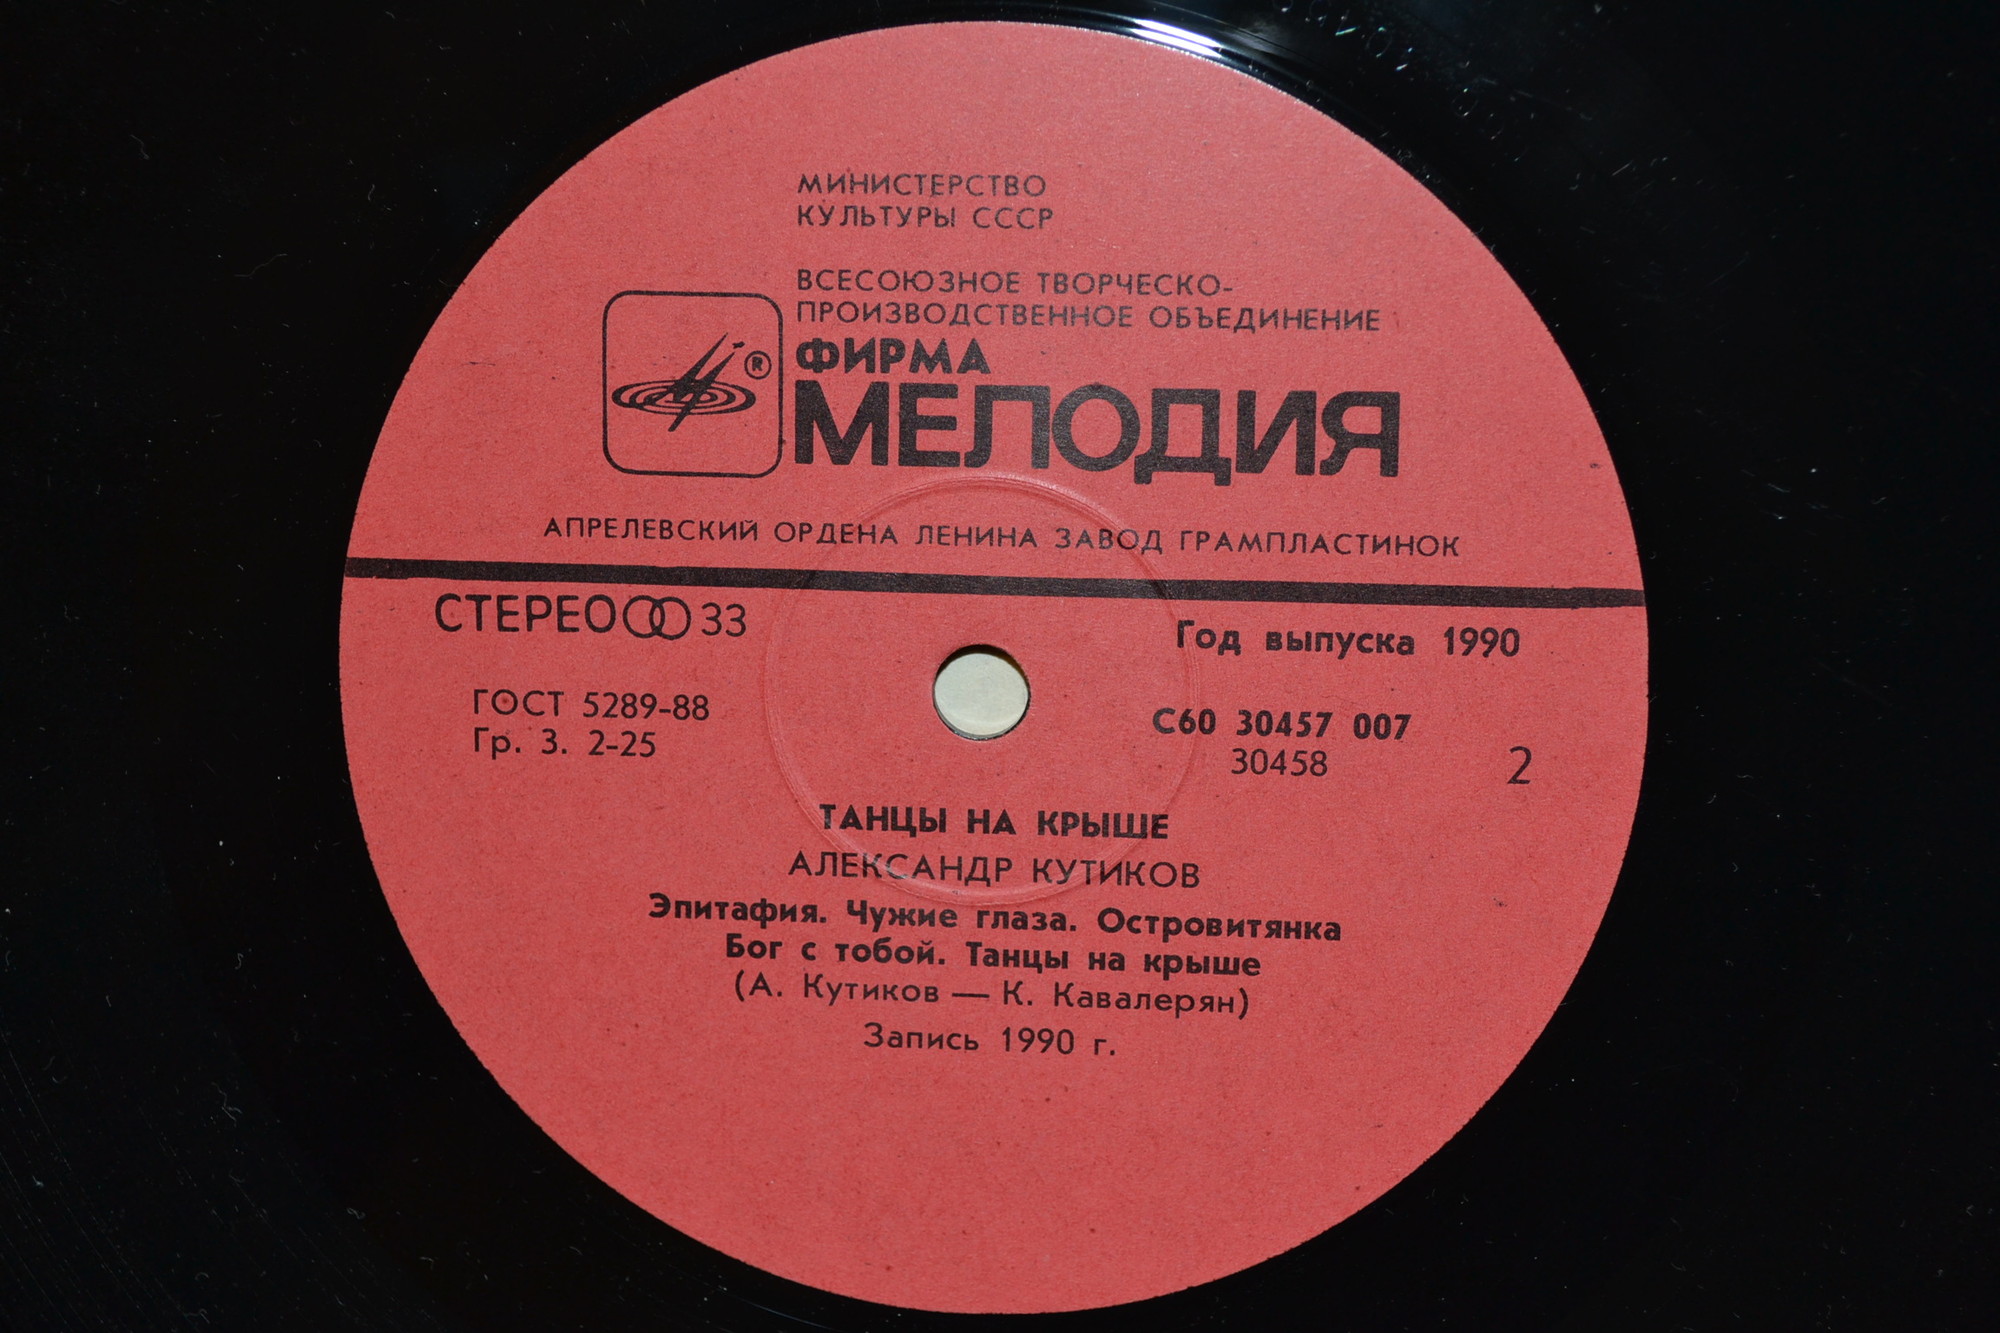 МИНИСТЕРСТВО
КУЛЬТУРЫ СССР
ВСЕСОЮЗНОЕ ТВОРЧЕСКО-
ПРОИЗВОДСТВЕННОЕ ОБЪЕДИНЕНИЕ
®
ФИРМА
МЕЛОДИЯ
АПРЕЛЕВСКИЙ ОРДЕНА ЛЕНИНА ЗАВОД ГРАМПЛАСТИНОК
СТЕРЕО 33
Год выпуска 1990
ГОСТ 5289-88
Гр. 3. 2-25
С60 30457 007
30458
2
ТАНЦЫ НА КРЫШЕ
АЛЕКСАНДР КУТИКОВ
Эпитафия. Чужие глаза. Островитянка
Бог с тобой. Танцы на крыше
(А. Кутиков — К. Кавалерян)
Запись 1990 г.